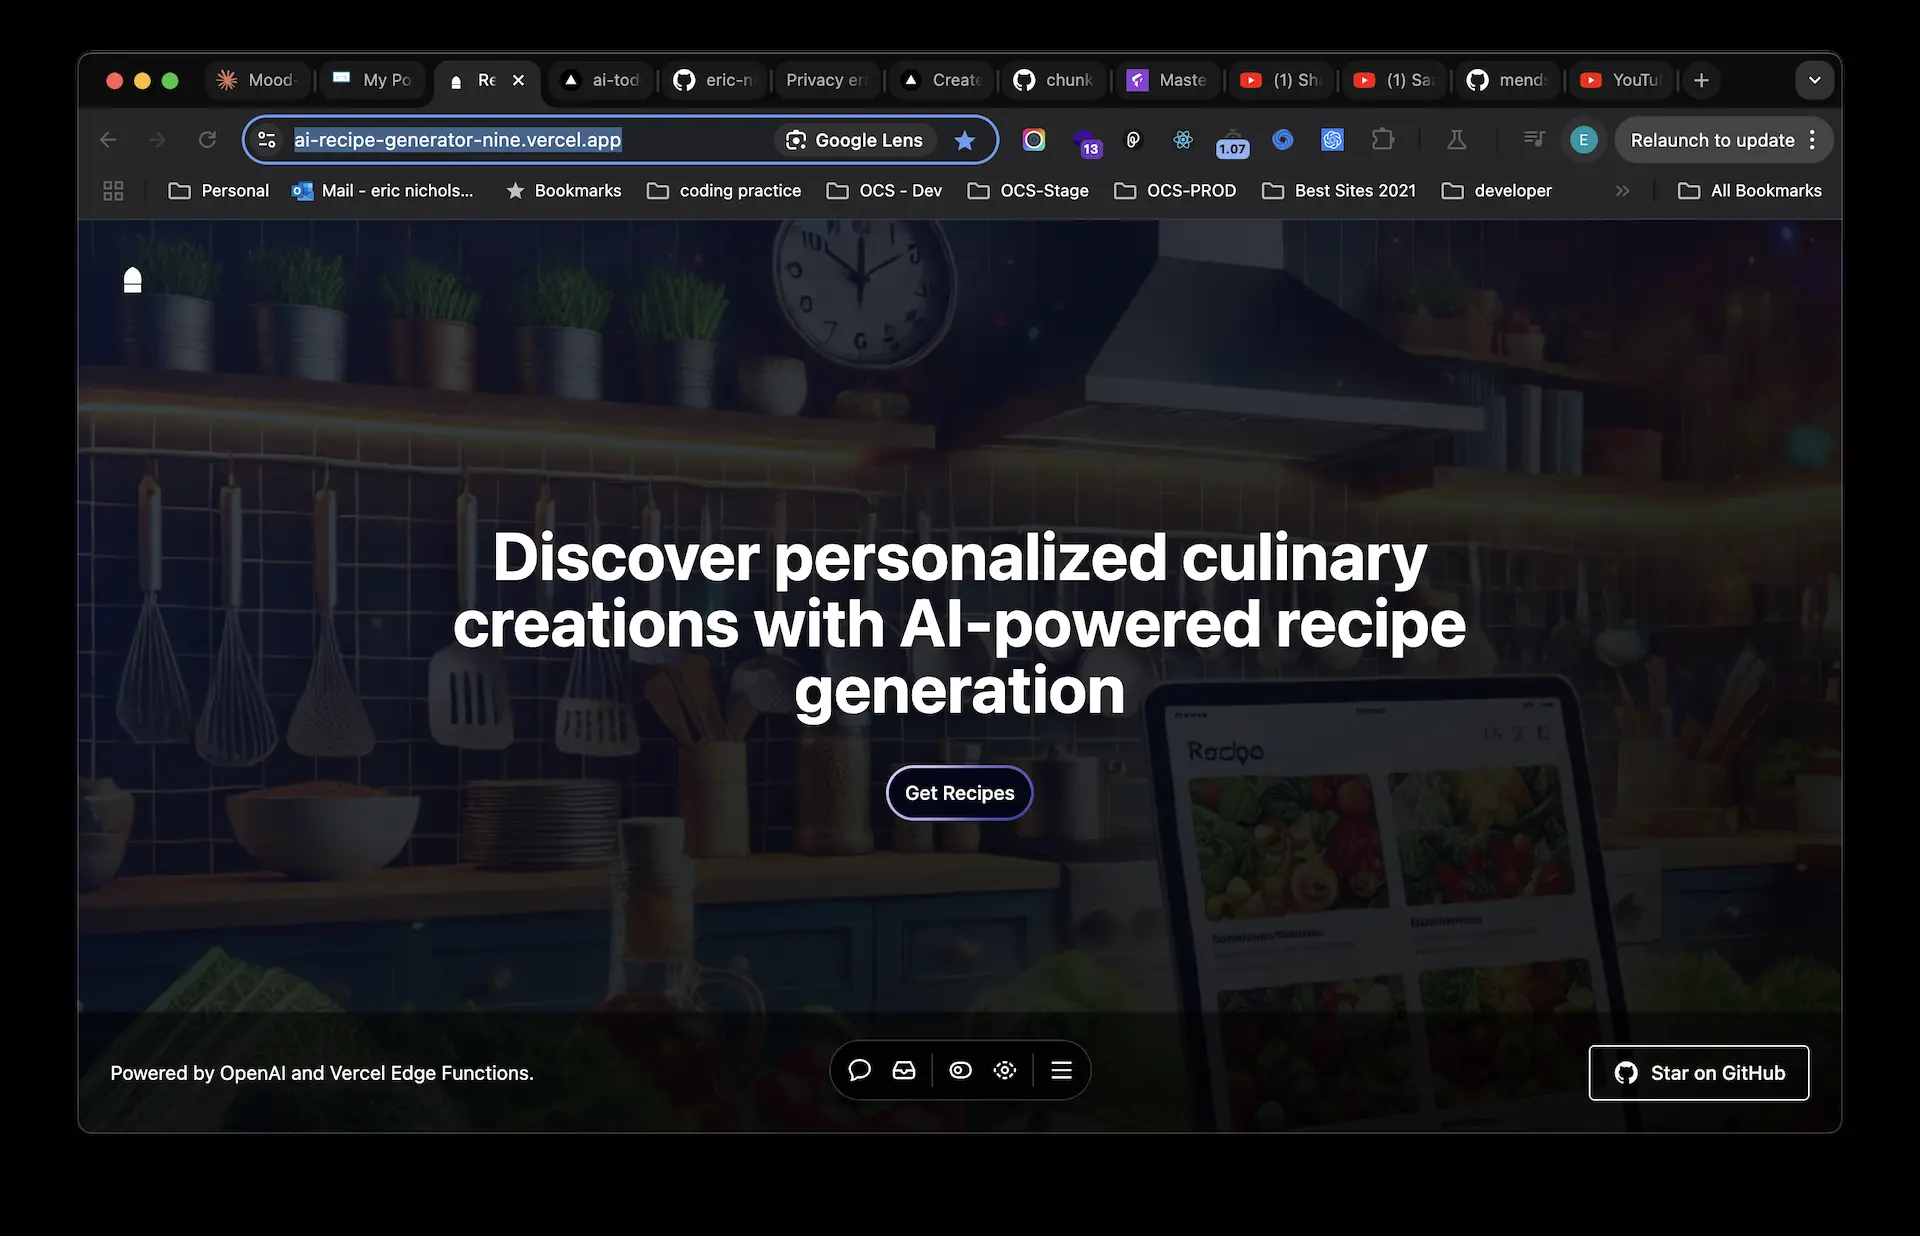 Mood-
My Po
Re
ai-tod
eric-n
Privacy er
Create
chunk
Maste
(1) Sh
(1) Sa
mends
YouTu
ai-recipe-generator-nine.vercel.app
Google Lens
13
1.07
E
Relaunch to update
Personal
Mail - eric nichols...
Bookmarks
coding practice
OCS - Dev
OCS-Stage
OCS-PROD
Best Sites 2021
developer
All Bookmarks
Discover personalized culinary
creations with AI-powered recipe
generation
Get Recipes
Powered by OpenAI and Vercel Edge Functions.
Star on GitHub